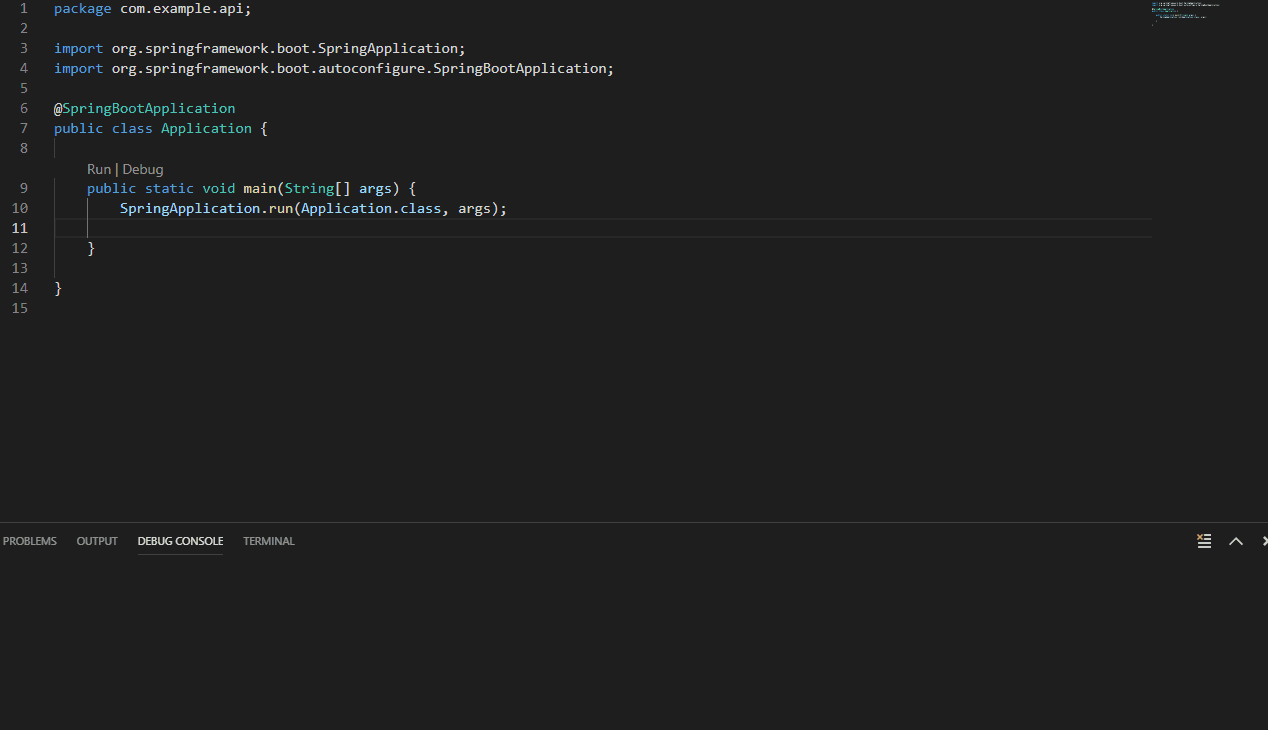 1 package com.example.api;
2
3 import org.springframework.boot.SpringApplication;
4 import org.springframework.boot.autoconfigure.SpringBootApplication;
5
6 @SpringBootApplication
7 public class Application {
8
Run | Debug
9 public static void main(String[] args) {
10 SpringApplication.run(Application.class, args);
11
12 }
13
14 }
15
PROBLEMS OUTPUT DEBUG CONSOLE TERMINAL